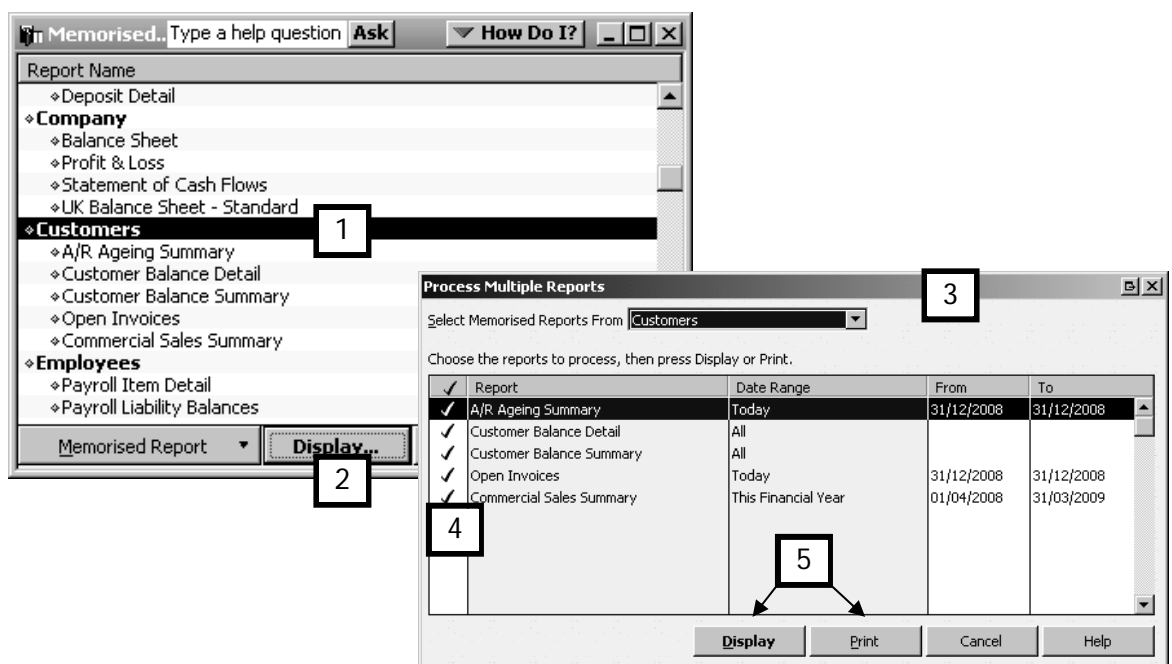 Memorised.. Type a help question Ask How Do I?
Report Name
Deposit Detail
Company
Balance Sheet
Profit & Loss
Statement of Cash Flows
UK Balance Sheet - Standard
Customers
1
A/R Ageing Summary
Customer Balance Detail
Customer Balance Summary
Open Invoices
Commercial Sales Summary
Employees
Payroll Item Detail
Payroll Liability Balances
Memorised Report Display...
2
Process Multiple Reports
3
Select Memorised Reports From Customers
Choose the reports to process, then press Display or Print.
Report Date Range From To
A/R Ageing Summary Today 31/12/2008 31/12/2008
Customer Balance Detail All
Customer Balance Summary All
Open Invoices Today 31/12/2008 31/12/2008
Commercial Sales Summary This Financial Year 01/04/2008 31/03/2009
4
5
Display Print Cancel Help